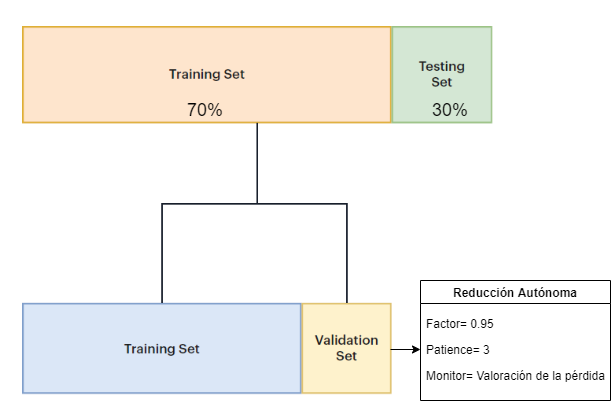 Training Set
70%
Testing
Set
30%
Training Set
Validation
Set
Reducción Autónoma
Factor= 0.95
Patience= 3
Monitor= Valoración de la pérdida